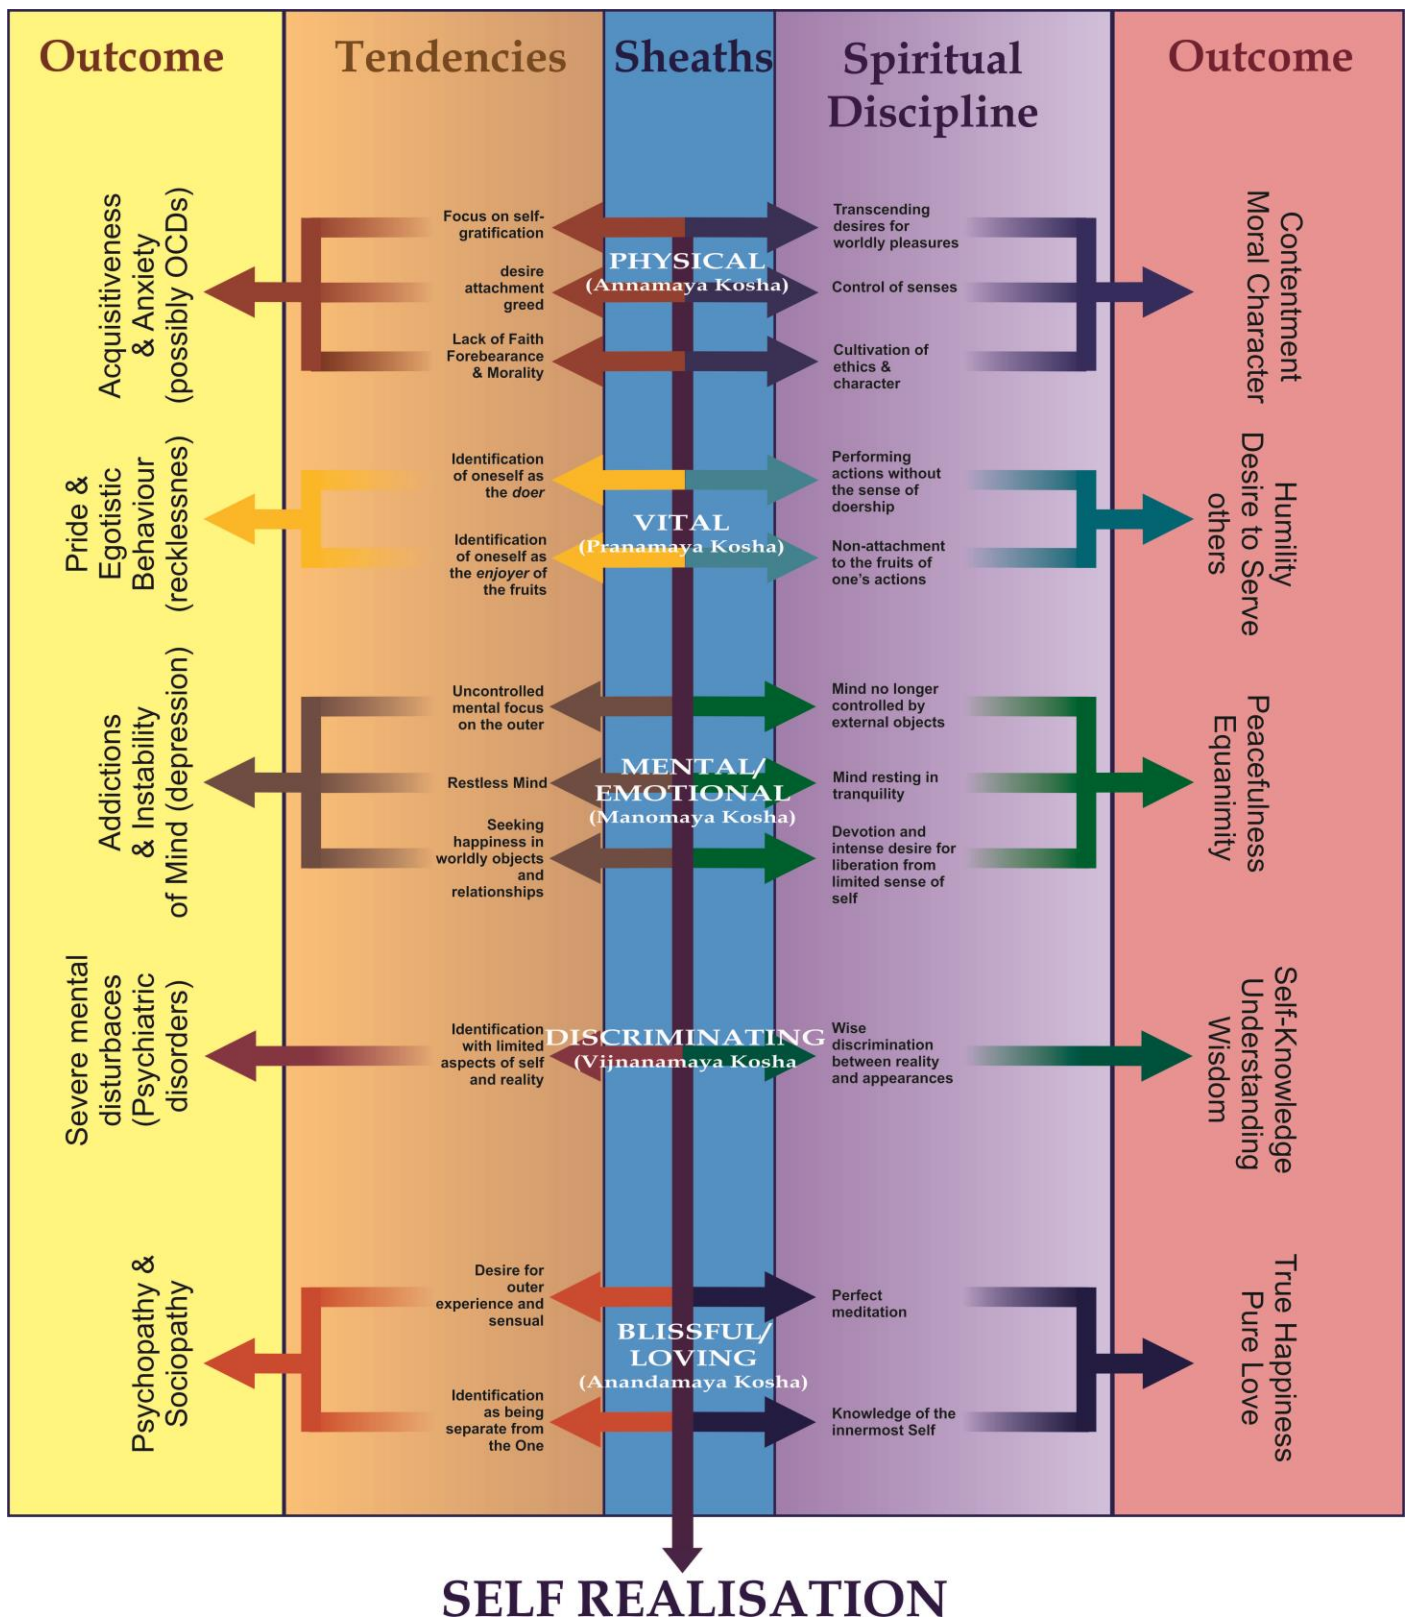 Outcome
Tendencies
Sheaths
Spiritual
Discipline
Outcome
Acquisitiveness
& Anxiety
(possibly OCDs)
Focus on self-
gratification
desire
attachment
greed
Lack of Faith
Forebearance
& Morality
PHYSICAL
(Annamaya Kosha)
Transcending
desires for
worldly pleasures
Control of senses
Cultivation of
ethics &
character
Contentment
Moral Character
Pride &
Egotistic
Behaviour
(recklessnes)
Identification
of oneself as
the doer
Identification
of oneself as
the enjoyer of
the fruits
VITAL
(Pranamaya Kosha)
Performing
actions without
the sense of
doership
Non-attachment
to the fruits of
one's actions
Humility
Desire to Serve
others
Addictions
& Instability
of Mind (depression)
Uncontrolled
mental focus
on the outer
Restless Mind
Seeking
happiness in
worldly objects
and
relationships
MENTAL/
EMOTIONAL
(Manomaya Kosha)
Mind no longer
controlled by
external objects
Mind resting in
tranquility
Devotion and
intense desire for
liberation from
limited sense of
self
Peacefulness
Equanimity
Severe mental
disturbaces
(Psychiatric
disorders)
Identification
with limited
aspects of self
and reality
DISCRIMINATING
(Vijnanamaya Kosha
Wise
discrimination
between reality
and appearances
Self-Knowledge
Understanding
Wisdom
Psychopathy &
Sociopathy
Desire for
outer
experience and
sensual
Identification
as being
separate from
the One
BLISSFUL/
LOVING
(Anandamaya Kosha)
Perfect
meditation
Knowledge of the
innermost Self
True Happiness
Pure Love
SELF REALISATION